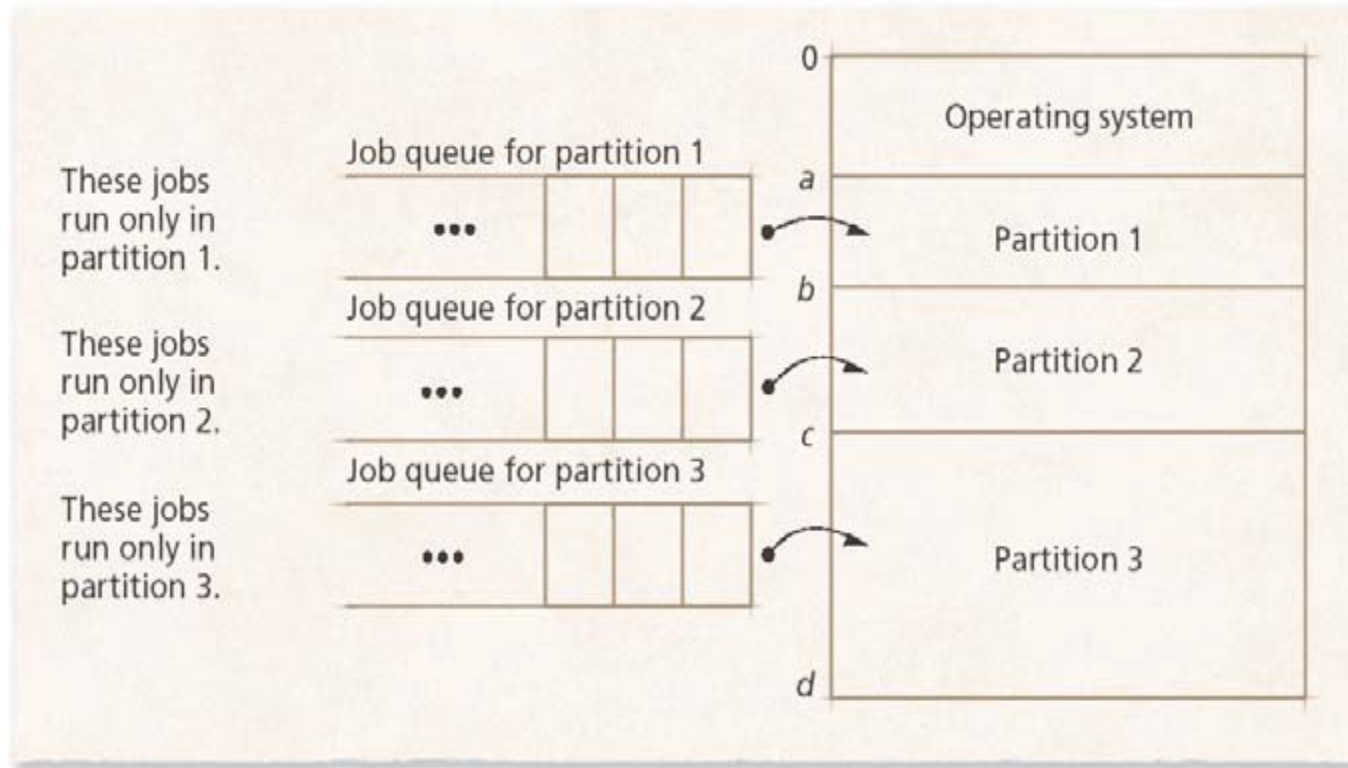 These jobs
run only in
partition 1.
Job queue for partition 1
...
These jobs
run only in
partition 2.
Job queue for partition 2
...
These jobs
run only in
partition 3.
Job queue for partition 3
...
0
Operating system
a
Partition 1
b
Partition 2
c
Partition 3
d